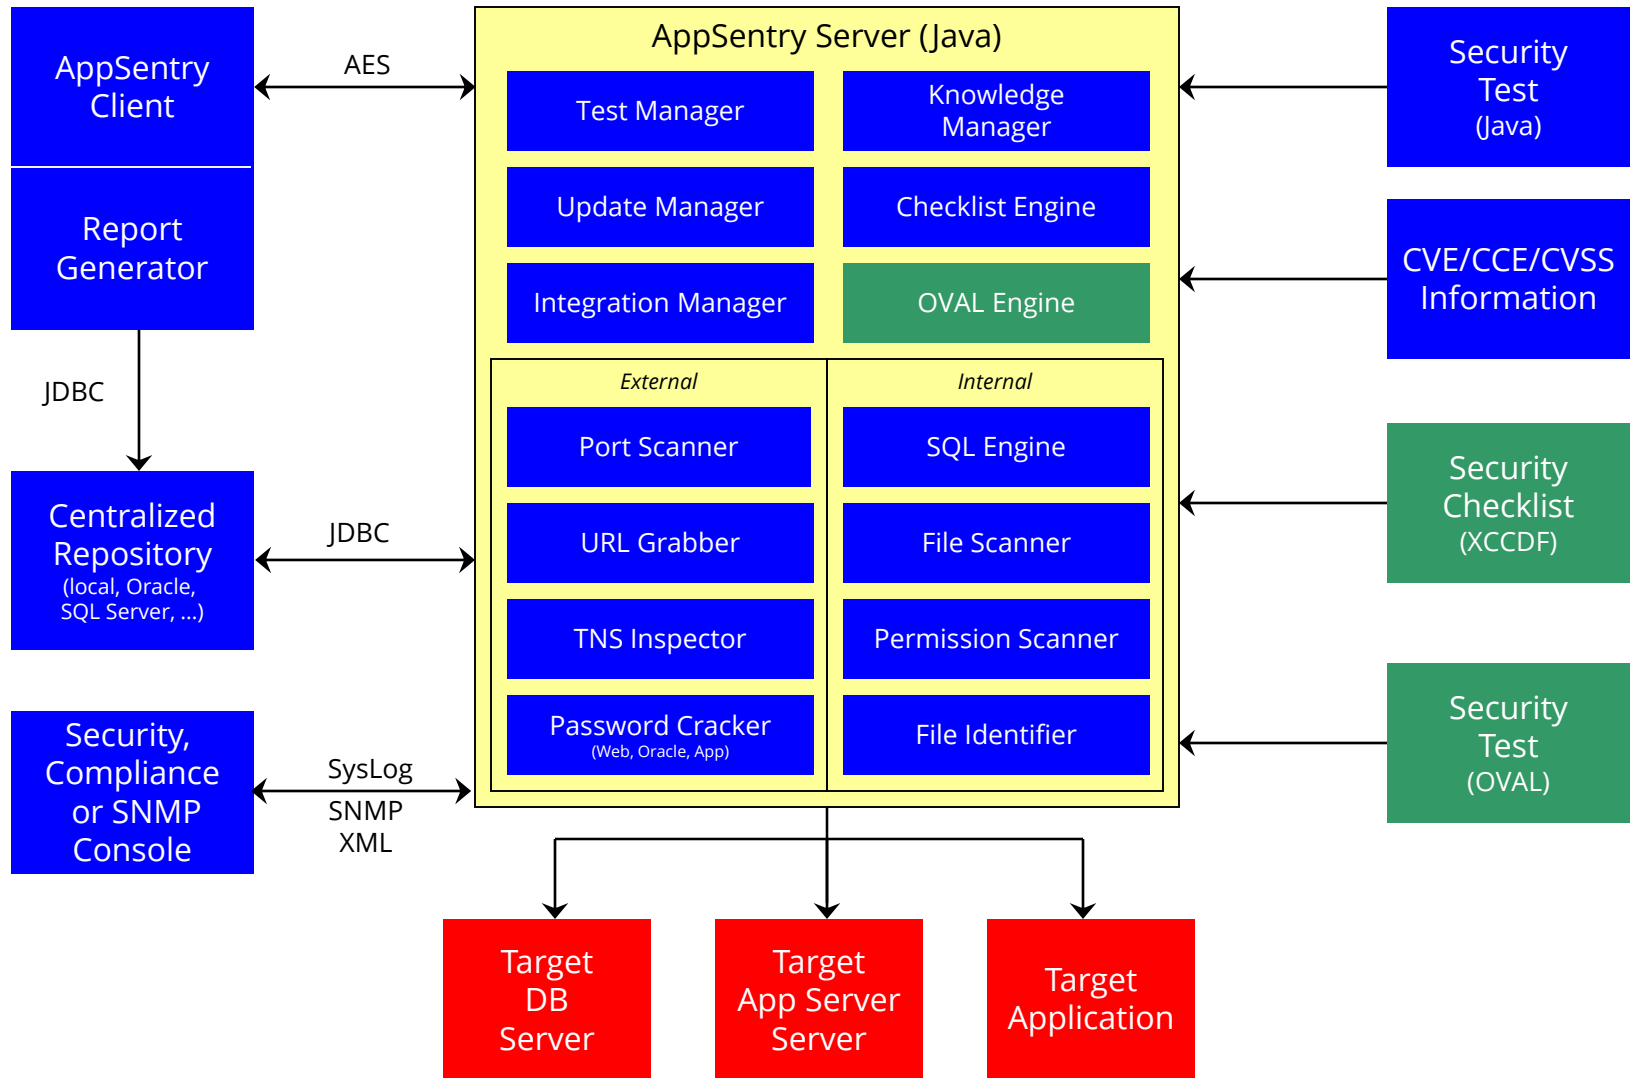 AppSentry
Client
Report
Generator
JDBC
Centralized
Repository
(local, Oracle,
SQL Server, ...)
Security,
Compliance
or SNMP
Console
AES
JDBC
SysLog
SNMP
XML
AppSentry Server (Java)
Test Manager
Knowledge
Manager
Update Manager
Checklist Engine
Integration Manager
OVAL Engine
External
Internal
Port Scanner
SQL Engine
URL Grabber
File Scanner
TNS Inspector
Permission Scanner
Password Cracker
(Web, Oracle, App)
File Identifier
Security
Test
(Java)
CVE/CCE/CVSS
Information
Security
Checklist
(XCCDF)
Security
Test
(OVAL)
Target
DB
Server
Target
App Server
Server
Target
Application